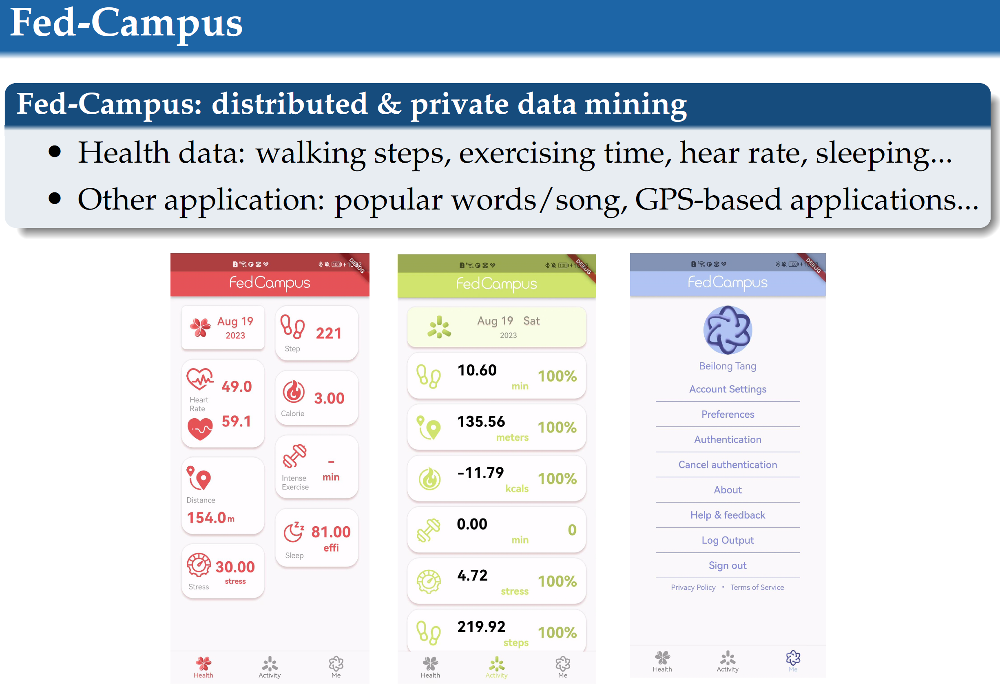 Fed-Campus
Fed-Campus: distributed & private data mining
• Health data: walking steps, exercising time, hear rate, sleeping...
• Other application: popular words/song, GPS-based applications...
100
DEBUG
FedCampus
Aug 19
2023
221
Step
49.0
Heart
Rate
59.1
3.00
Calorie
-
min
Intense
Exercise
Distance
154.0 m
81.00
effi
Sleep
30.00
stress
Stress
Health
Activity
Me
100
DEBUG
FedCampus
Aug 19 Sat
2023
10.60
min
100%
135.56
meters
100%
-11.79
kcals
100%
0.00
min
0
4.72
stress
100%
219.92
steps
100%
Health
Activity
Me
100
DEBUG
FedCampus
Beilong Tang
Account Settings
Preferences
Authentication
Cancel authentication
About
Help & feedback
Log Output
Sign out
Privacy Policy • Terms of Service
Health
Activity
Me